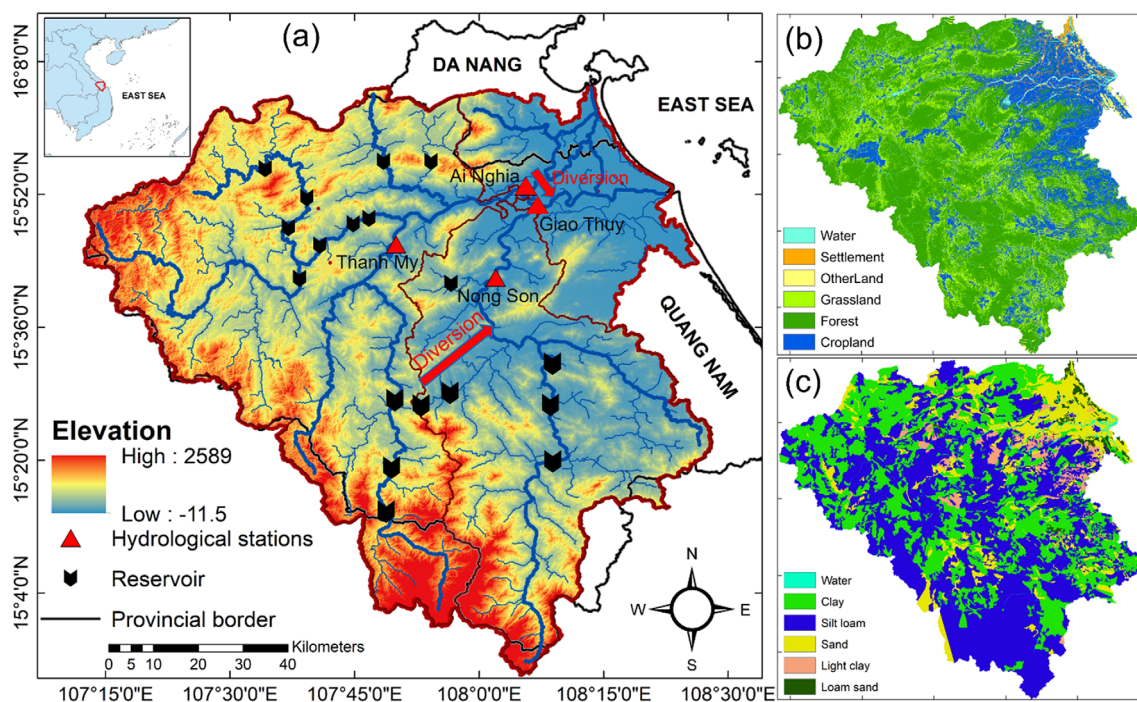 (a)
EAST SEA
DA NANG
EAST SEA
Ai Nghia
Diversion
Giao Thuy
Thanh My
Nong Son
Diversion
QUANG NAM
Elevation
High : 2589
Low : -11.5
Hydrological stations
Reservoir
Provincial border
Kilometers
0 5 10 20 30 40
N
W E
S
16°8'0"N
15°52'0"N
15°36'0"N
15°20'0"N
15°4'0"N
107°15'0"E 107°30'0"E 107°45'0"E 108°0'0"E 108°15'0"E 108°30'0"E
(b)
Water
Settlement
OtherLand
Grassland
Forest
Cropland
(c)
Water
Clay
Silt loam
Sand
Light clay
Loam sand